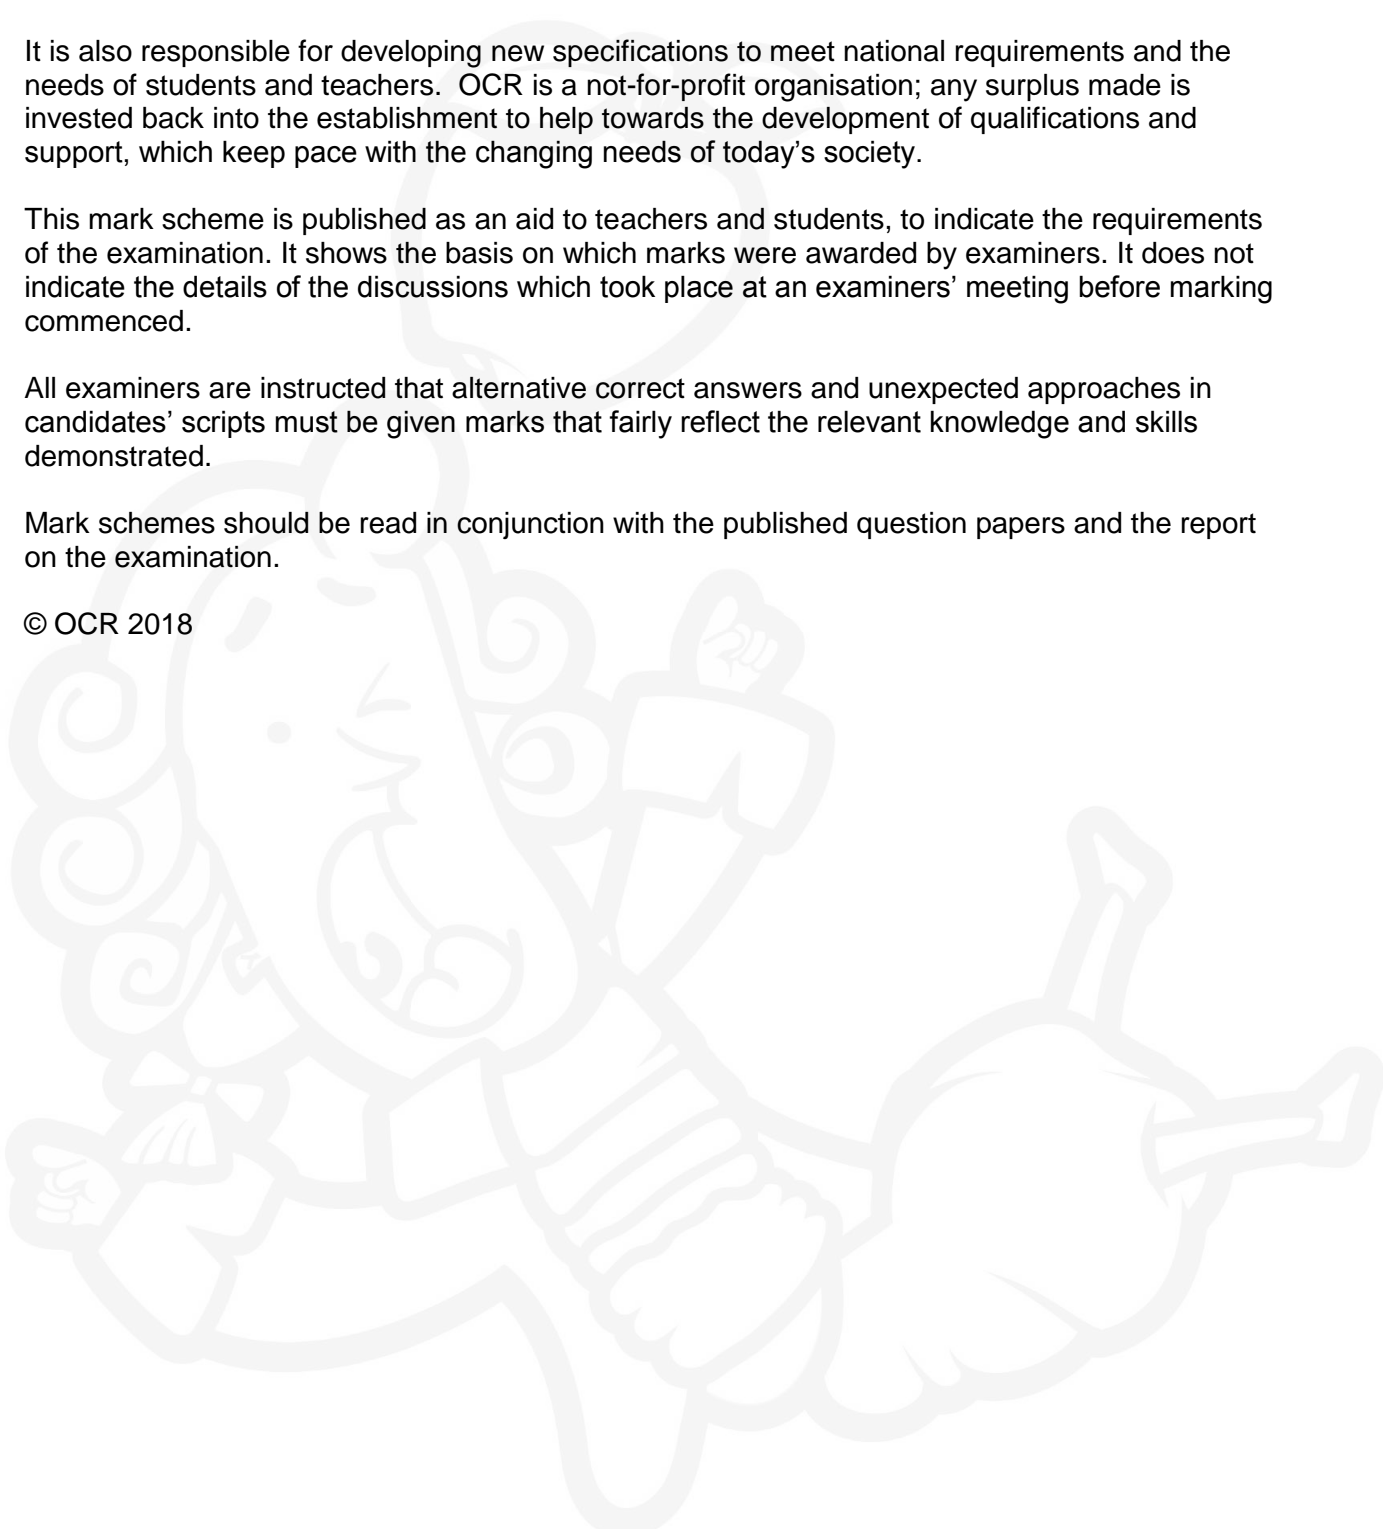 It is also responsible for developing new specifications to meet national requirements and the
needs of students and teachers.  OCR is a not-for-profit organisation; any surplus made is
invested back into the establishment to help towards the development of qualifications and
support, which keep pace with the changing needs of today’s society.
This mark scheme is published as an aid to teachers and students, to indicate the requirements
of the examination. It shows the basis on which marks were awarded by examiners. It does not
indicate the details of the discussions which took place at an examiners’ meeting before marking
commenced.
All examiners are instructed that alternative correct answers and unexpected approaches in
candidates’ scripts must be given marks that fairly reflect the relevant knowledge and skills
demonstrated.
Mark schemes should be read in conjunction with the published question papers and the report
on the examination.
© OCR 2018